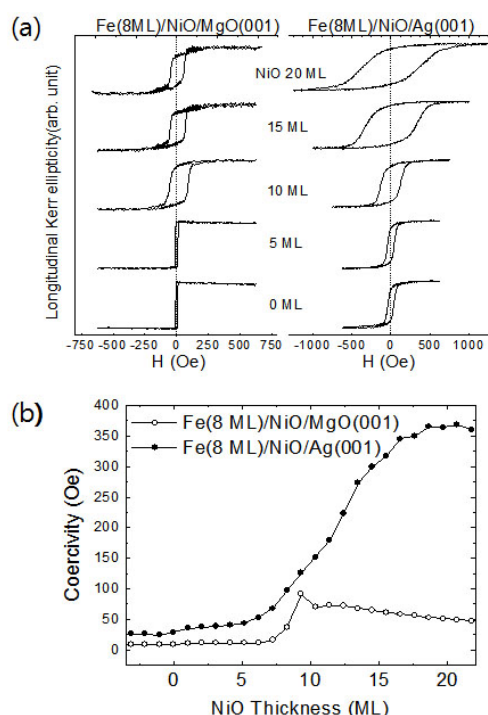 (a)
Fe(8ML)/NiO/MgO(001) Fe(8ML)/NiO/Ag(001)
Longitudinal Kerr ellipticity(arb. unit)
NiO 20 ML
15 ML
10 ML
5 ML
0 ML
-750 -500 -250 0 250 500 750 -1000 -500 0 500 1000
H (Oe) H (Oe)
(b)
400
350
300
250
200
150
100
50
0
Coercivity (Oe)
Fe(8 ML)/NiO/MgO(001)
Fe(8 ML)/NiO/Ag(001)
0 5 10 15 20
NiO Thickness (ML)